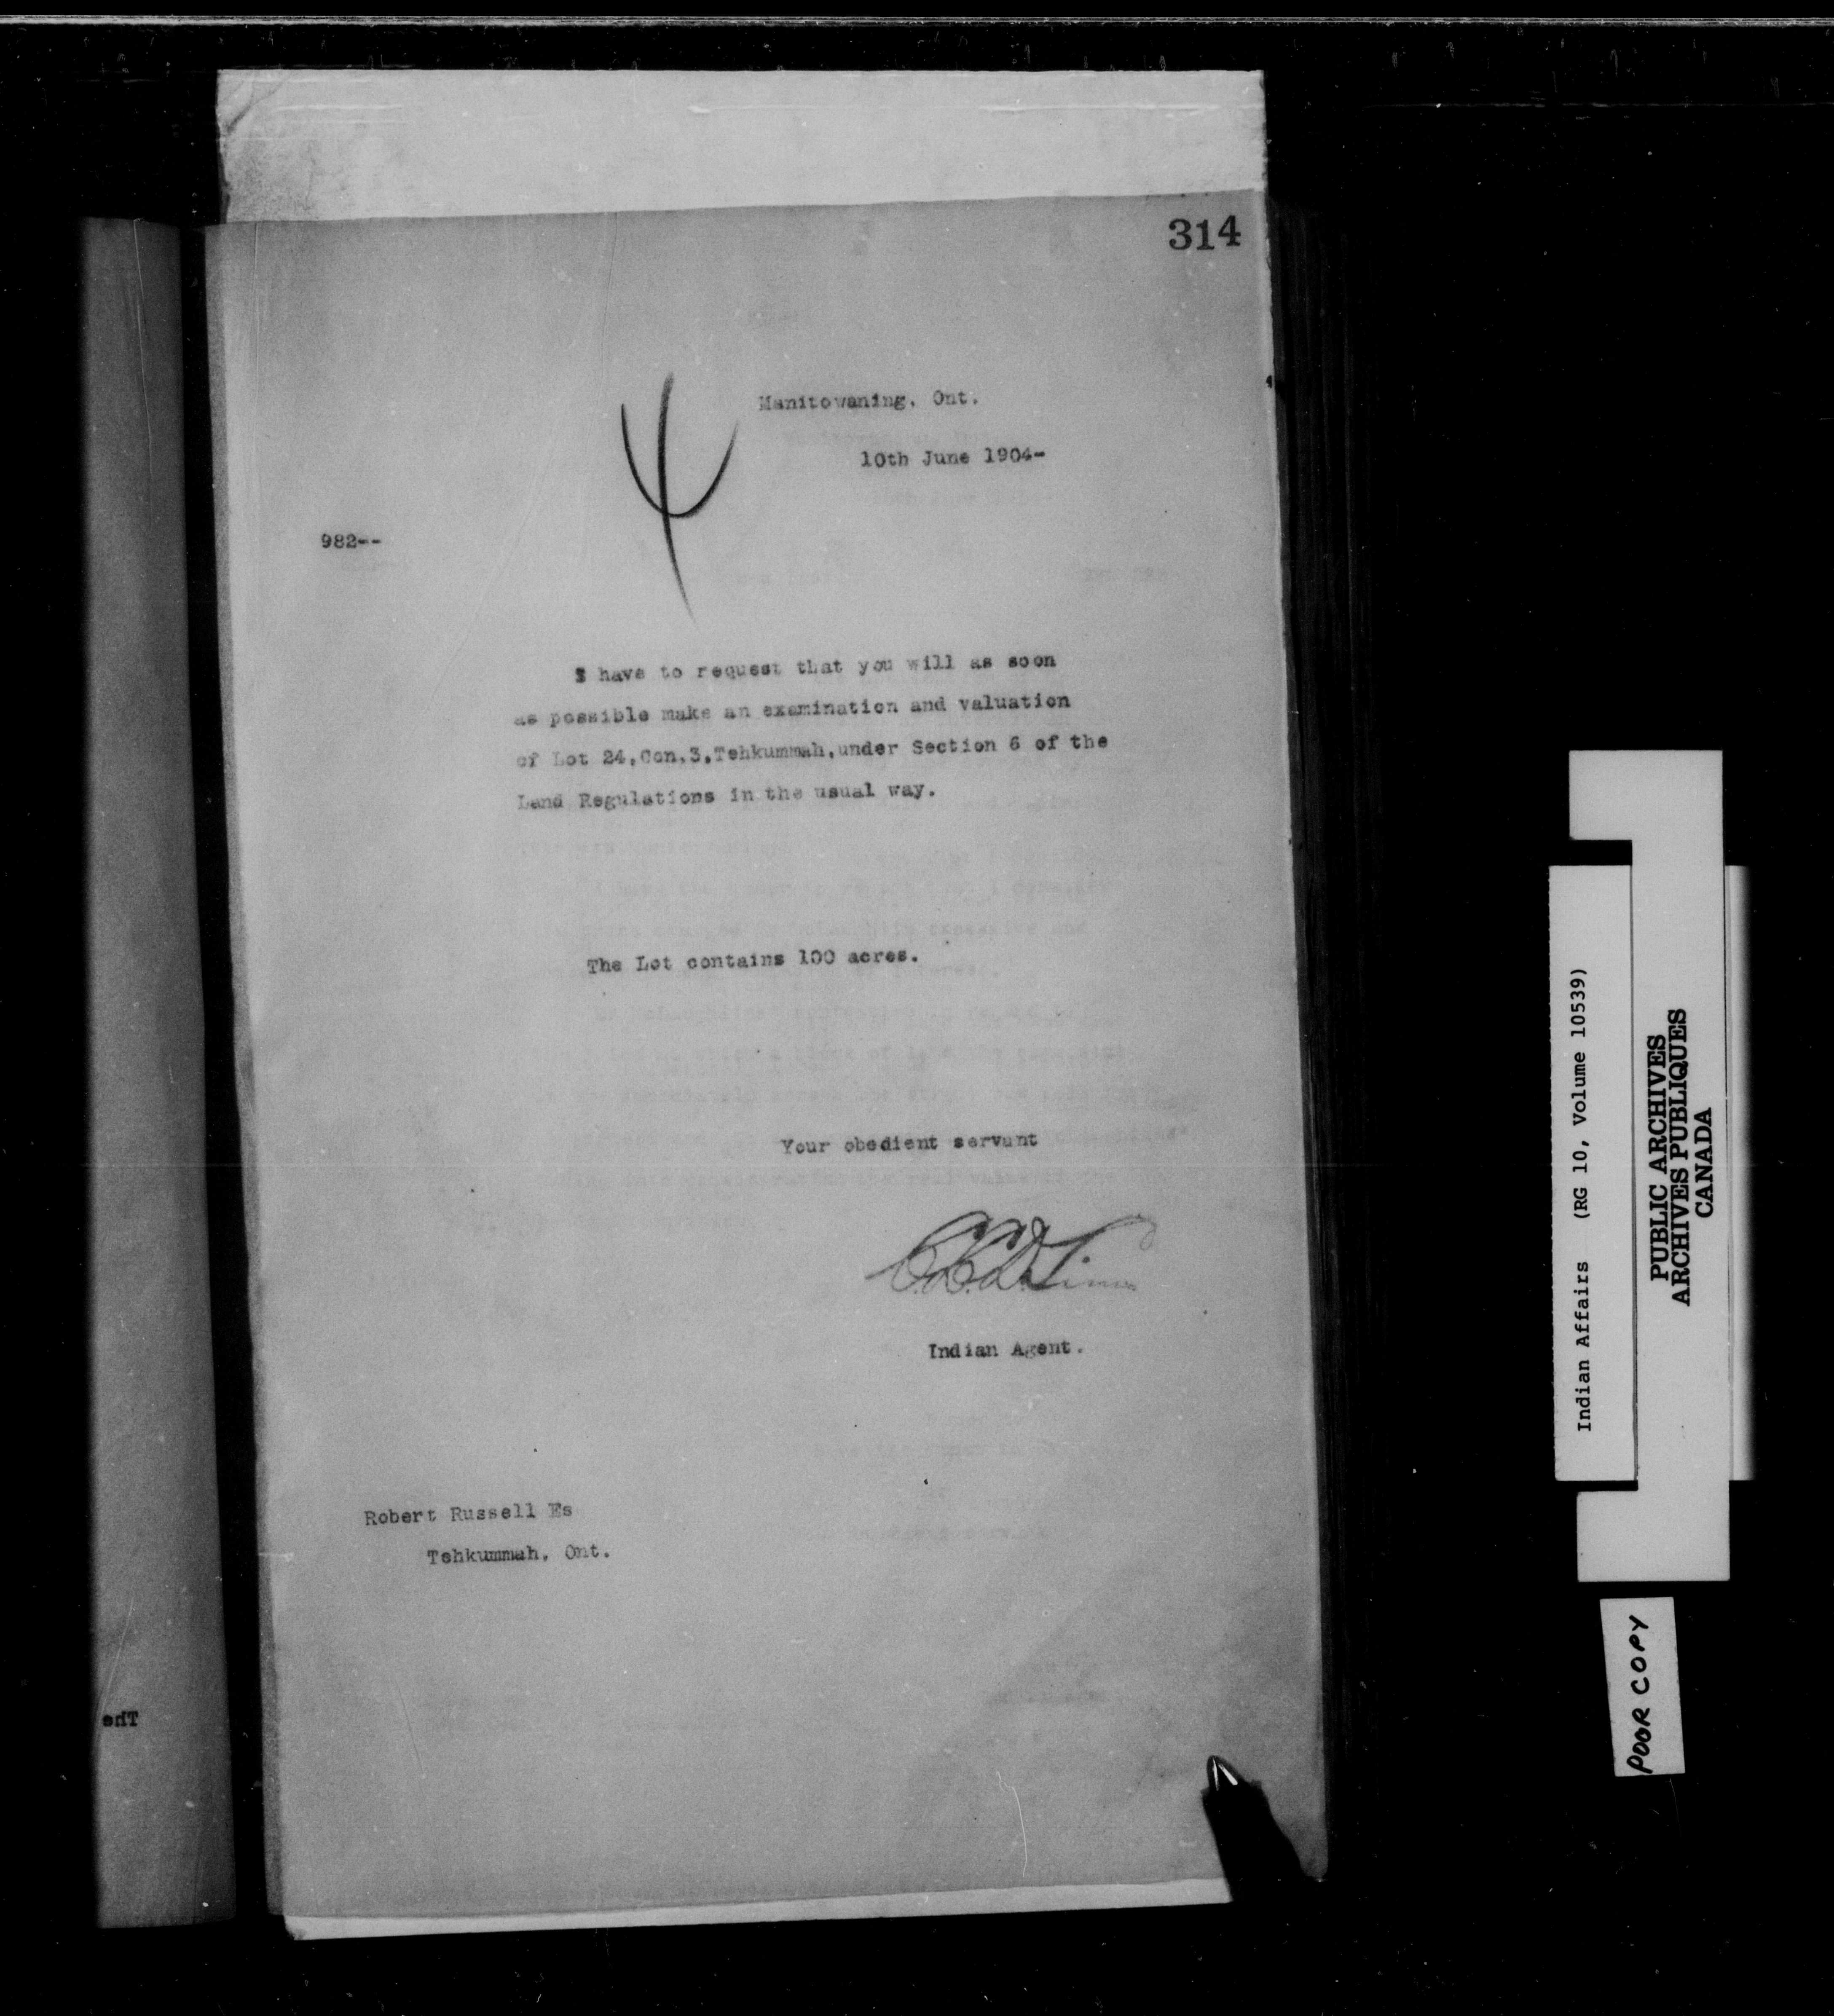 314
Manitowaning, Ont.
10th June 1904-
982--
I have to request that you will as soon
as possible make an examination and valuation
of Lot 24,Con.3,Tehkummah,under Section 6 of the
Land Regulations in the usual way.
The Lot contains 100 acres.
Your obedient servant
Indian Agent.
Robert Russell Es
Tehkummah, Ont.
The
Indian Affairs (RG 10, Volume 10539)
PUBLIC ARCHIVES
ARCHIVES PUBLIQUES
CANADA
POOR COPY